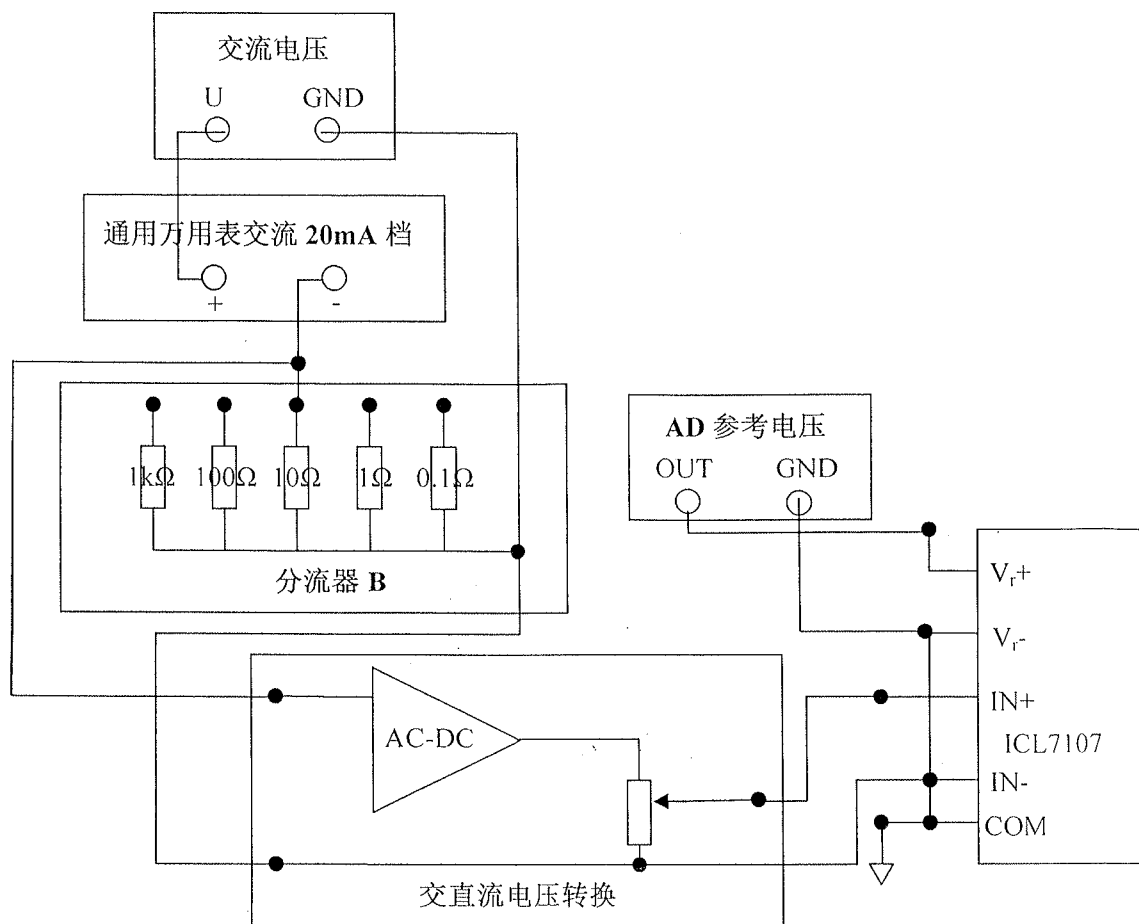 交流电压
U GND
通用万用表交流 20mA 档
+ -
1kΩ 100Ω 10Ω 1Ω 0.1Ω
分流器 B
AD 参考电压
OUT GND
Vr+
Vr-
IN+
ICL7107
IN-
COM
AC-DC
交直流电压转换